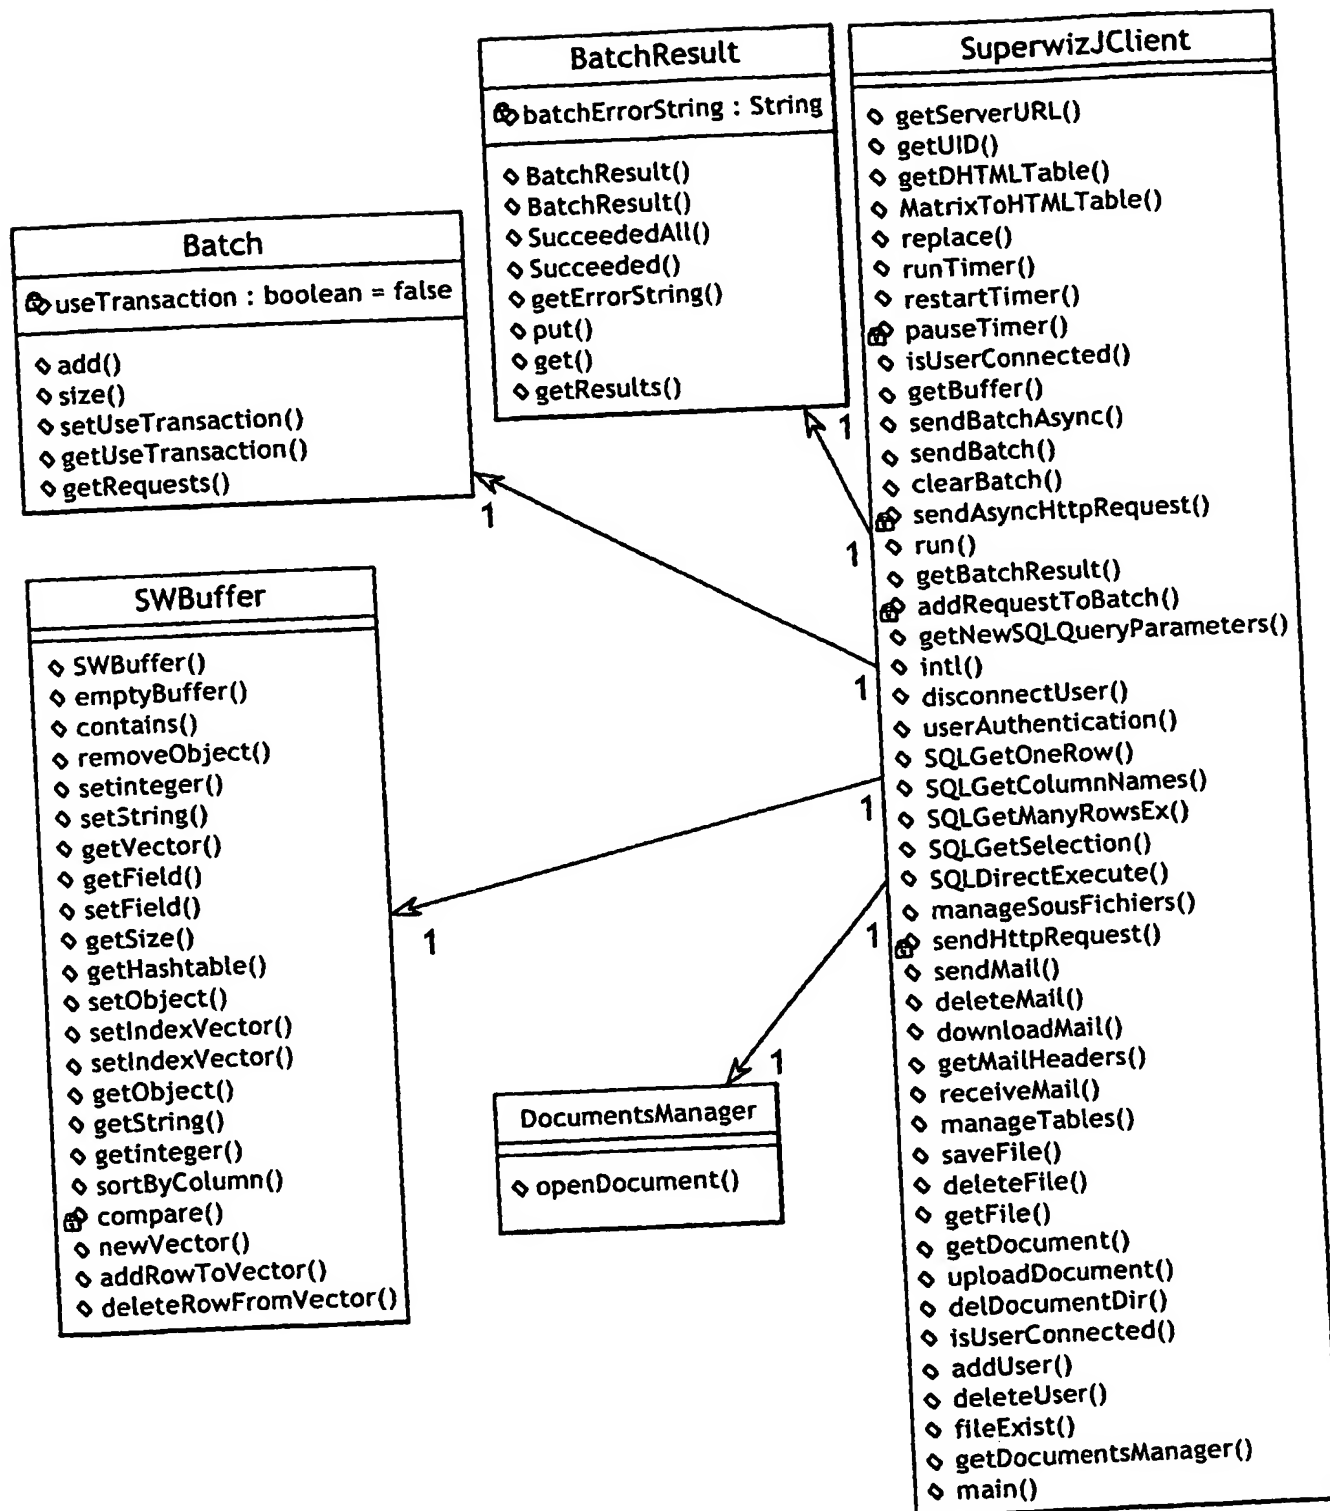 BatchResult
batchErrorString : String
BatchResult()
BatchResult()
SucceededAll()
Succeeded()
getErrorString()
put()
get()
getResults()
SuperwizJClient
getServerURL()
getUID()
getDHTMLTable()
MatrixToHTMLTable()
replace()
runTimer()
restartTimer()
pauseTimer()
isUserConnected()
getBuffer()
sendBatchAsync()
sendBatch()
clearBatch()
sendAsyncHttpRequest()
run()
getBatchResult()
addRequestToBatch()
getNewSQLQueryParameters()
intl()
disconnectUser()
userAuthentication()
SQLGetOneRow()
SQLGetColumnNames()
SQLGetManyRowsEx()
SQLGetSelection()
SQLDirectExecute()
manageSousFichiers()
sendHttpRequest()
sendMail()
deleteMail()
downloadMail()
getMailHeaders()
receiveMail()
manageTables()
saveFile()
deleteFile()
getFile()
getDocument()
uploadDocument()
delDocumentDir()
isUserConnected()
addUser()
deleteUser()
fileExist()
getDocumentsManager()
main()
Batch
useTransaction : boolean = false
add()
size()
setUseTransaction()
getUseTransaction()
getRequests()
1
1
1
1
SWBuffer
SWBuffer()
emptyBuffer()
contains()
removeObject()
setinteger()
setString()
getVector()
getField()
setField()
getSize()
getHashtable()
setObject()
setIndexVector()
setIndexVector()
getObject()
getString()
getinteger()
sortByColumn()
compare()
newVector()
addRowToVector()
deleteRowFromVector()
1
1
1
1
DocumentsManager
openDocument()